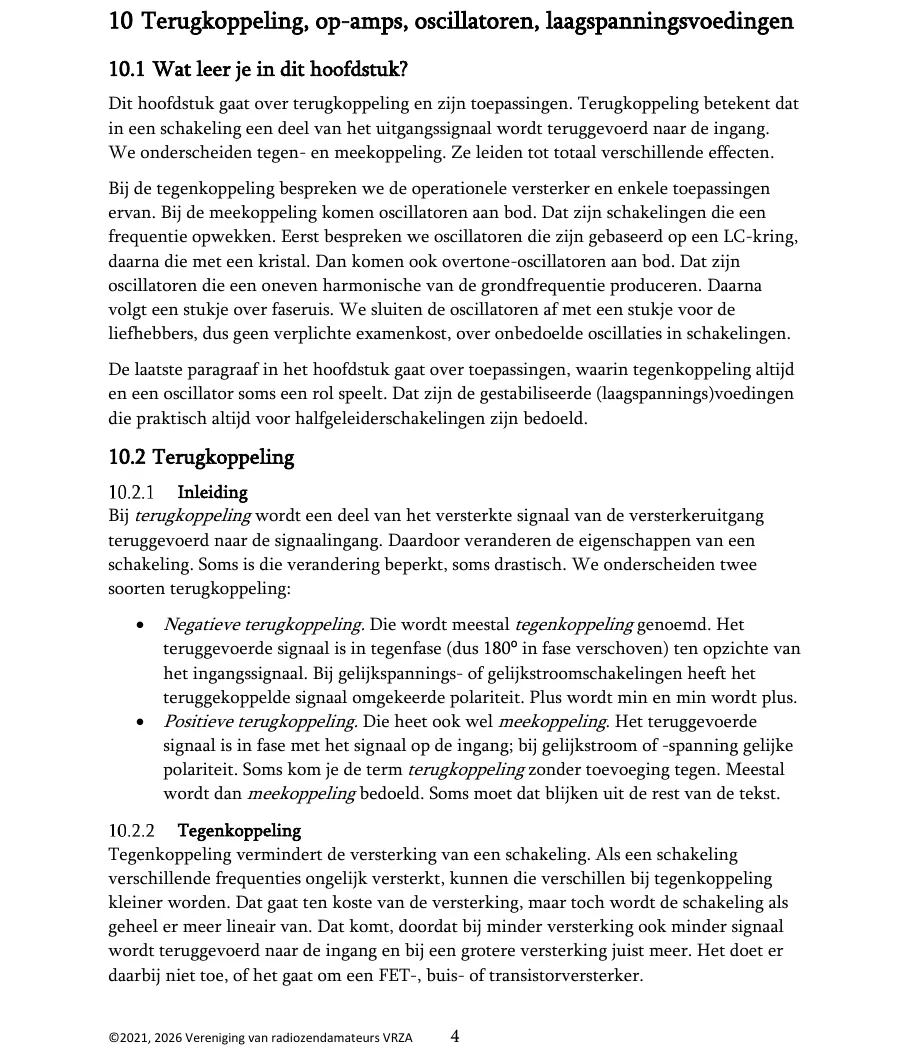 10 Terugkoppeling, op-amps, oscillatoren, laagspanningsvoedingen
10.1 Wat leer je in dit hoofdstuk?
Dit hoofdstuk gaat over terugkoppeling en zijn toepassingen. Terugkoppeling betekent dat
in een schakeling een deel van het uitgangssignaal wordt teruggevoerd naar de ingang.
We onderscheiden tegen- en meekoppeling. Ze leiden tot totaal verschillende effecten.
Bij de tegenkoppeling bespreken we de operationele versterker en enkele toepassingen
ervan. Bij de meekoppeling komen oscillatoren aan bod. Dat zijn schakelingen die een
frequentie opwekken. Eerst bespreken we oscillatoren die zijn gebaseerd op een LC-kring,
daarna die met een kristal. Dan komen ook overtone-oscillatoren aan bod. Dat zijn
oscillatoren die een oneven harmonische van de grondfrequentie produceren. Daarna
volgt een stukje over faseruis. We sluiten de oscillatoren af met een stukje voor de
liefhebbers, dus geen verplichte examenkost, over onbedoelde oscillaties in schakelingen.
De laatste paragraaf in het hoofdstuk gaat over toepassingen, waarin tegenkoppeling altijd
en een oscillator soms een rol speelt. Dat zijn de gestabiliseerde (laagspannings)voedingen
die praktisch altijd voor halfgeleiderschakelingen zijn bedoeld.
10.2 Terugkoppeling
10.2.1 Inleiding
Bij terugkoppeling wordt een deel van het versterkte signaal van de versterkeruitgang
teruggevoerd naar de signaalingang. Daardoor veranderen de eigenschappen van een
schakeling. Soms is die verandering beperkt, soms drastisch. We onderscheiden twee
soorten terugkoppeling:
• Negatieve terugkoppeling. Die wordt meestal tegenkoppeling genoemd. Het
teruggevoerde signaal is in tegenfase (dus 180° in fase verschoven) ten opzichte van
het ingangssignaal. Bij gelijkspannings- of gelijkstroomschakelingen heeft het
teruggekoppelde signaal omgekeerde polariteit. Plus wordt min en min wordt plus.
• Positieve terugkoppeling. Die heet ook wel meekoppeling. Het teruggevoerde
signaal is in fase met het signaal op de ingang; bij gelijkstroom of -spanning gelijke
polariteit. Soms kom je de term terugkoppeling zonder toevoeging tegen. Meestal
wordt dan meekoppeling bedoeld. Soms moet dat blijken uit de rest van de tekst.
10.2.2 Tegenkoppeling
Tegenkoppeling vermindert de versterking van een schakeling. Als een schakeling
verschillende frequenties ongelijk versterkt, kunnen die verschillen bij tegenkoppeling
kleiner worden. Dat gaat ten koste van de versterking, maar toch wordt de schakeling als
geheel er meer lineair van. Dat komt, doordat bij minder versterking ook minder signaal
wordt teruggevoerd naar de ingang en bij een grotere versterking juist meer. Het doet er
daarbij niet toe, of het gaat om een FET-, buis- of transistorversterker.
©2021, 2026 Vereniging van radiozendamateurs VRZA 4